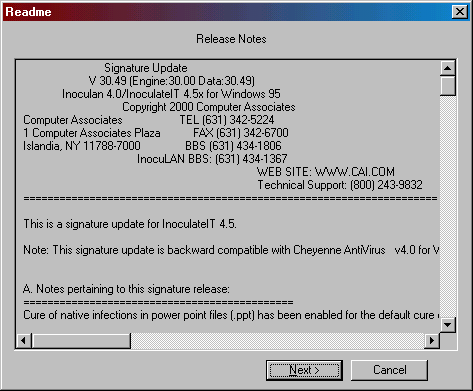 Readme
Release Notes
Signature Update
V 30.49 (Engine:30.00 Data:30.49)
Inoculan 4.0/InoculateIT 4.5x for Windows 95
Copyright 2000 Computer Associates
Computer Associates TEL (631) 342-5224
1 Computer Associates Plaza FAX (631) 342-6700
Islandia, NY 11788-7000 BBS (631) 434-1806
InocuLAN BBS: (631) 434-1367
WEB SITE: WWW.CAI.COM
Technical Support: (800) 243-9832
=====================================================================
This is a signature update for InoculateIT 4.5.
Note: This signature update is backward compatible with Cheyenne AntiVirus v4.0 for
A. Notes pertaining to this signature release:
=============================================
Cure of native infections in power point files (.ppt) has been enabled for the default cure
Next >
Cancel